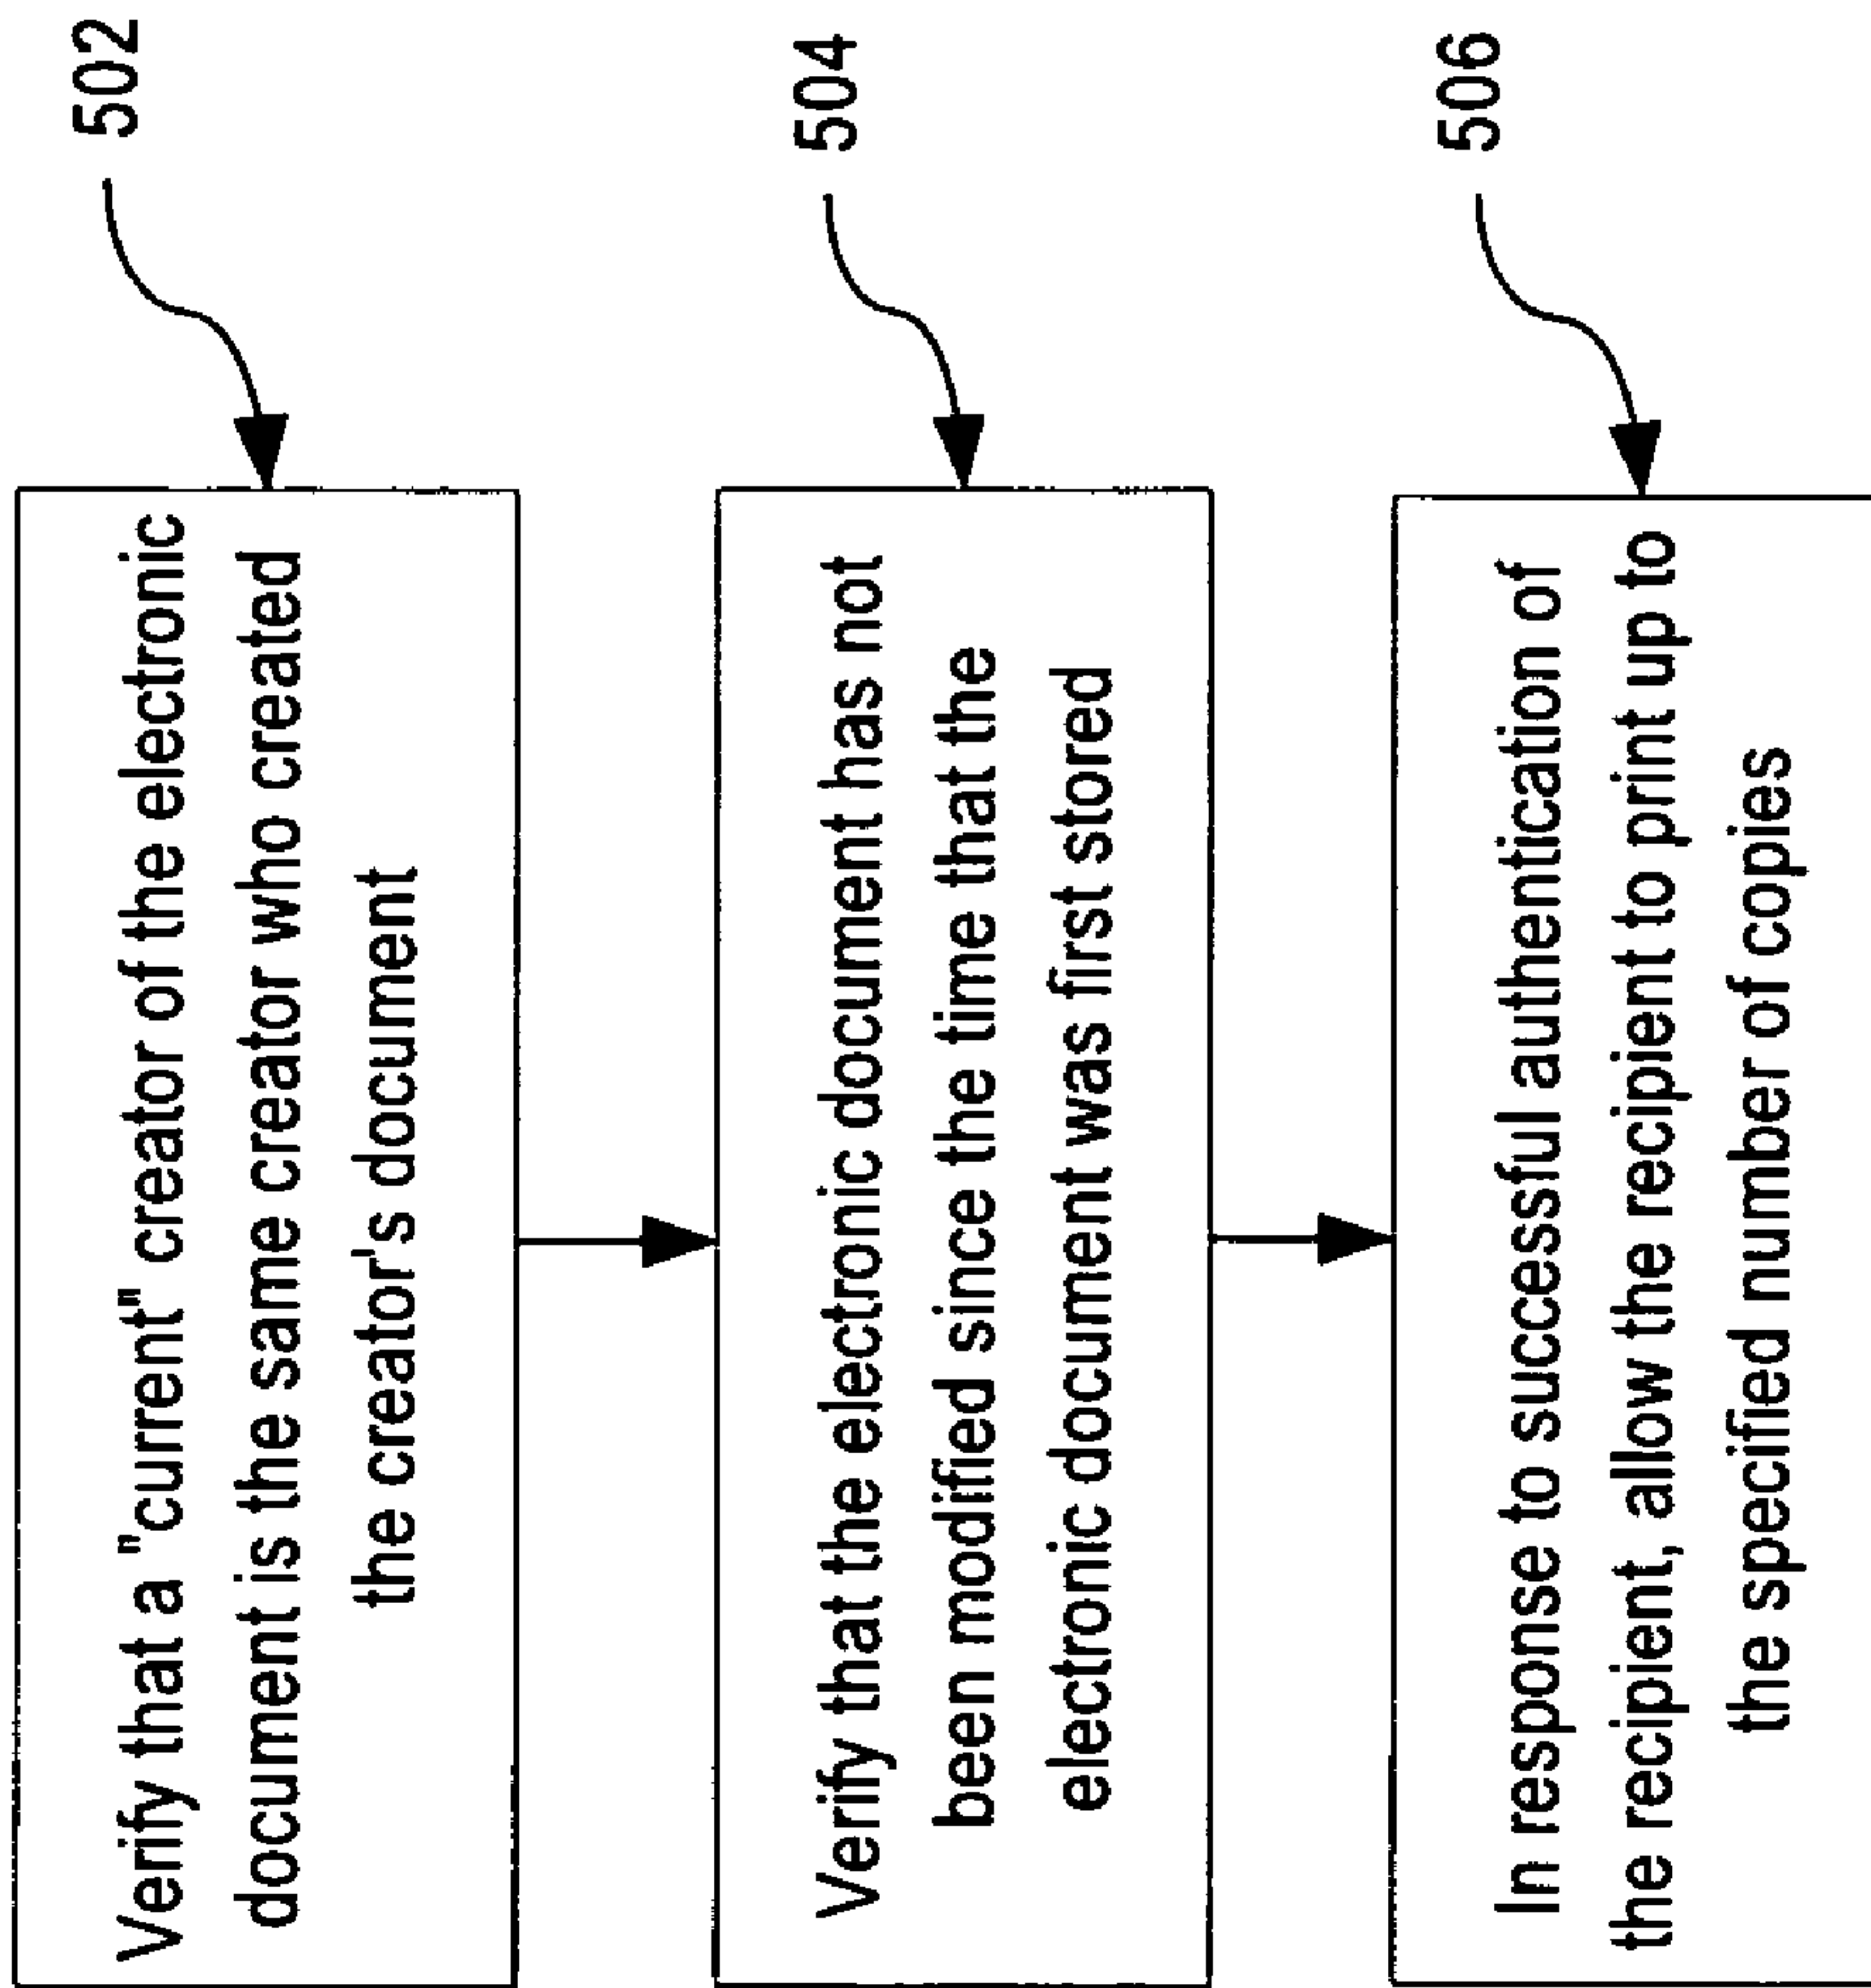 Verify that a "current" creator of the electronic
document is the same creator who created
the creator's document
502
Verify that the electronic document has not
been modified since the time that the
electronic document was first stored
504
In response to successful authentication of
the recipient, allow the recipient to print up to
the specified number of copies
506